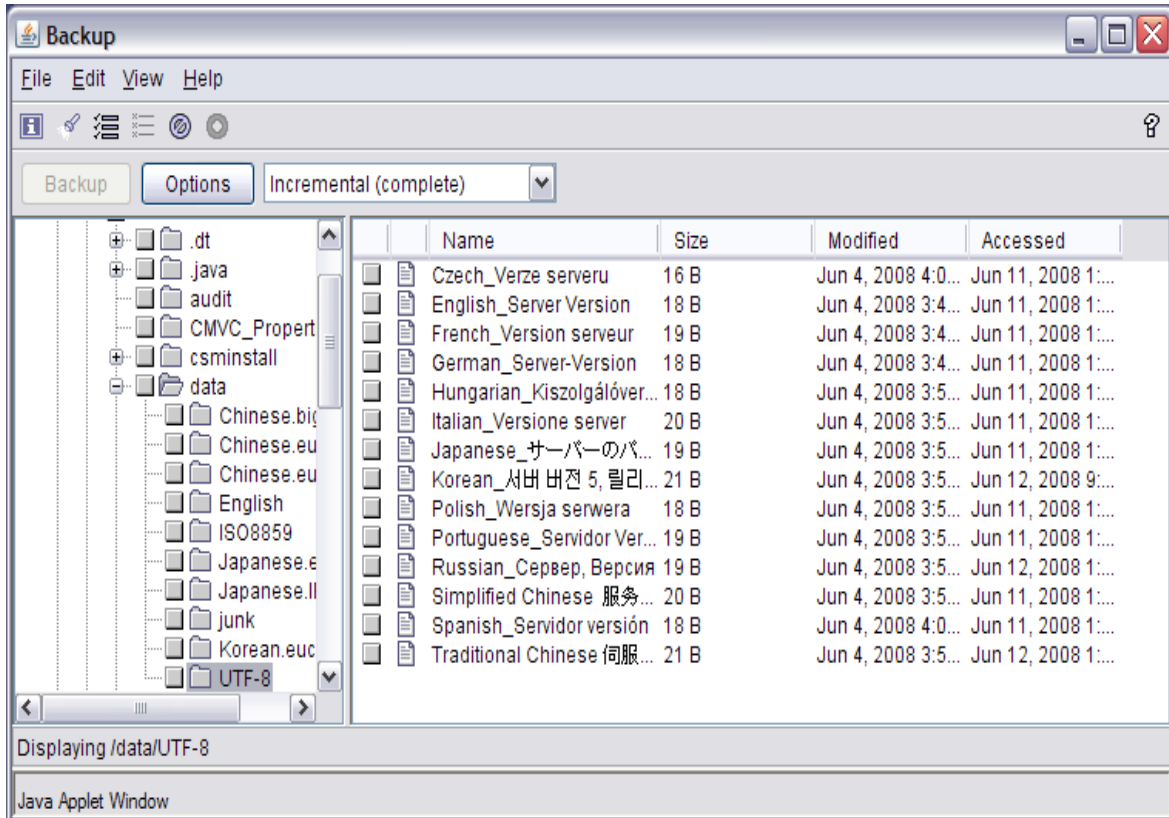 Backup
File Edit View Help
Backup Options Incremental (complete)
.dt
.java
audit
CMVC_Propert
csminstall
data
Chinese.big
Chinese.eu
Chinese.eu
English
ISO8859
Japanese.e
Japanese.II
junk
Korean.euc
UTF-8
Name Size Modified Accessed
Czech_Verze serveru 16 B Jun 4, 2008 4:0... Jun 11, 2008 1:...
English_Server Version 18 B Jun 4, 2008 3:4... Jun 11, 2008 1:...
French_Version serveur 19 B Jun 4, 2008 3:4... Jun 11, 2008 1:...
German_Server-Version 18 B Jun 4, 2008 3:4... Jun 11, 2008 1:...
Hungarian_Kiszolgálóver... 18 B Jun 4, 2008 3:5... Jun 11, 2008 1:...
Italian_Versione server 20 B Jun 4, 2008 3:5... Jun 11, 2008 1:...
Japanese_サーバーのバ... 19 B Jun 4, 2008 3:5... Jun 11, 2008 1:...
Korean_서버 버전 5, 릴리... 21 B Jun 4, 2008 3:5... Jun 12, 2008 9:...
Polish_Wersja serwera 18 B Jun 4, 2008 3:5... Jun 11, 2008 1:...
Portuguese_Servidor Ver... 19 B Jun 4, 2008 3:5... Jun 11, 2008 1:...
Russian_Сервер, Версия 19 B Jun 4, 2008 3:5... Jun 12, 2008 1:...
Simplified Chinese 服务... 20 B Jun 4, 2008 3:5... Jun 11, 2008 1:...
Spanish_Servidor versión 18 B Jun 4, 2008 4:0... Jun 11, 2008 1:...
Traditional Chinese 伺服... 21 B Jun 4, 2008 3:5... Jun 12, 2008 1:...
Displaying /data/UTF-8
Java Applet Window